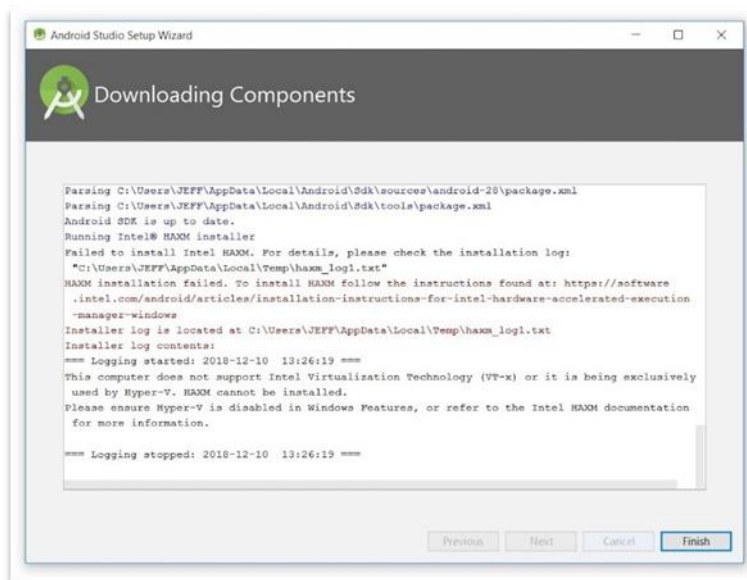 Android Studio Setup Wizard
Downloading Components
Parsing C:\Users\JEFF\AppData\Local\Android\Sdk\sources\android-28\package.xml
Parsing C:\Users\JEFF\AppData\Local\Android\Sdk\tools\package.xml
Android SDK is up to date.
Running Intel® HAXM installer
Failed to install Intel HAXM. For details, please check the installation log:
"C:\Users\JEFF\AppData\Local\Temp\haxm_log1.txt"
HAXM installation failed. To install HAXM follow the instructions found at: https://software
.intel.com/android/articles/installation-instructions-for-intel-hardware-accelerated-execution
-manager-windows
Installer log is located at C:\Users\JEFF\AppData\Local\Temp\haxm_log1.txt
Installer log contents:
=== Logging started: 2018-12-10  13:26:19 ===
This computer does not support Intel Virtualization Technology (VT-x) or it is being exclusively
used by Hyper-V. HAXM cannot be installed.
Please ensure Hyper-V is disabled in Windows Features, or refer to the Intel HAXM documentation
for more information.
=== Logging stopped: 2018-12-10  13:26:19 ===
Previous Next Cancel Finish